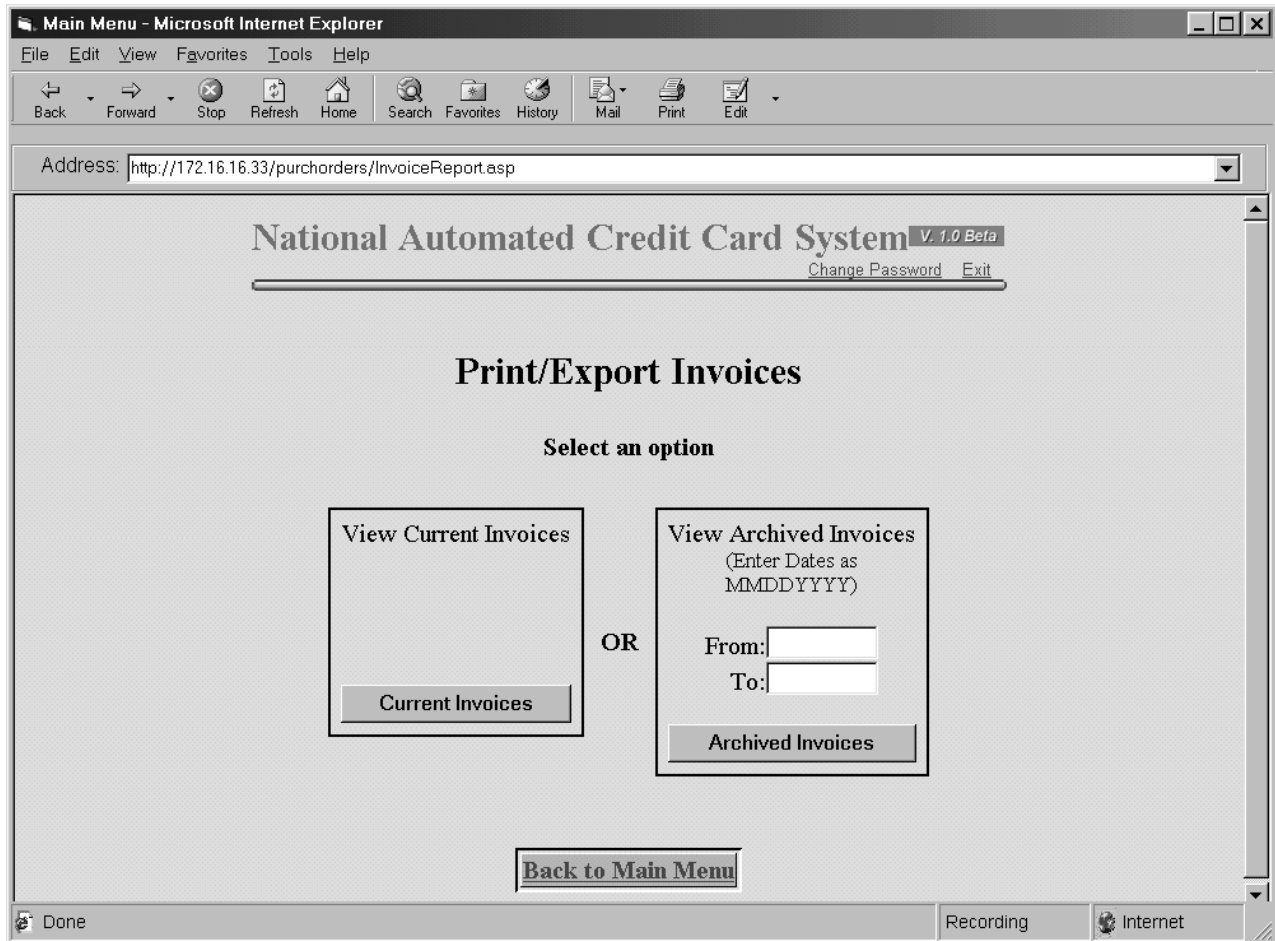 Main Menu - Microsoft Internet Explorer
File Edit View Favorites Tools Help
Back Forward Stop Refresh Home Search Favorites History Mail Print Edit
Address: http://172.16.16.33/purchorders/InvoiceReport.asp
National Automated Credit Card System V. 1.0 Beta
Change Password Exit
Print/Export Invoices
Select an option
View Current Invoices
Current Invoices
OR
View Archived Invoices
(Enter Dates as
MMDDYYYY)
From:
To:
Archived Invoices
Back to Main Menu
Done Recording Internet